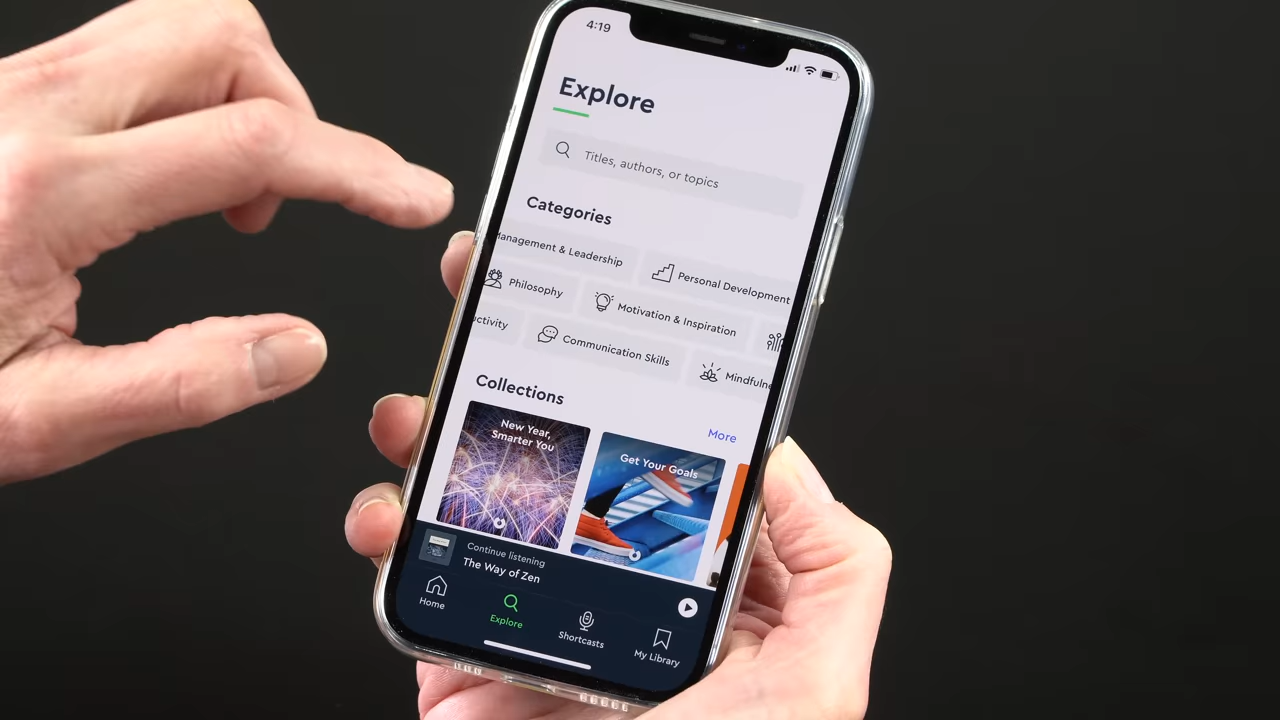 4:19
Explore
Titles, authors, or topics
Categories
Management & Leadership
Personal Development
Philosophy
Motivation & Inspiration
Communication Skills
Collections
More
New Year,
Smarter You
Get Your Goals
Continue listening
The Way of Zen
Home
Explore
Shortcasts
My Library